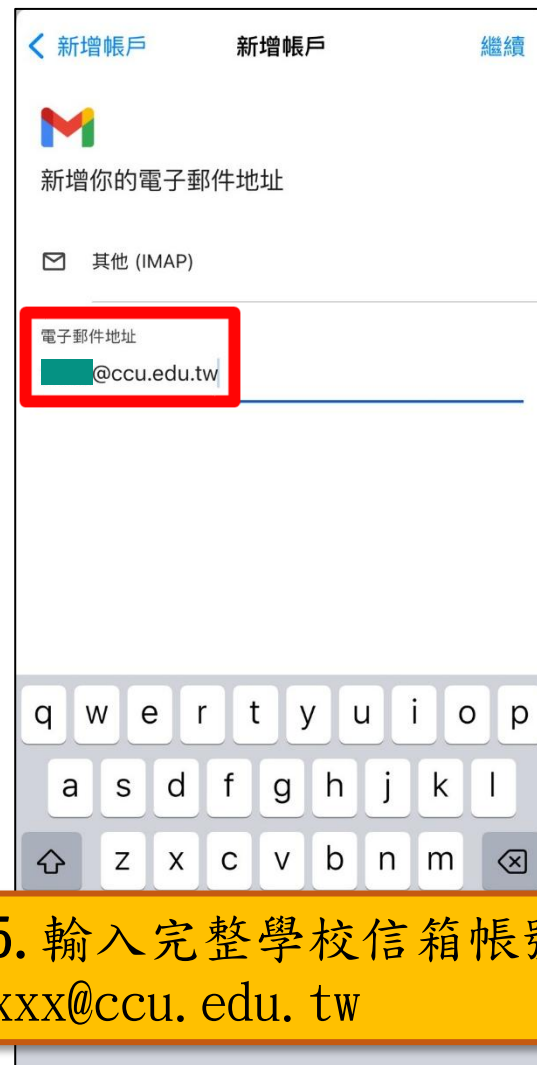 新增帳戶 新增帳戶 繼續
新增你的電子郵件地址
其他 (IMAP)
電子郵件地址
@ccu.edu.tw
q w e r t y u i o p
a s d f g h j k l
z x c v b n m
5.輸入完整學校信箱帳號
xxx@ccu.edu.tw